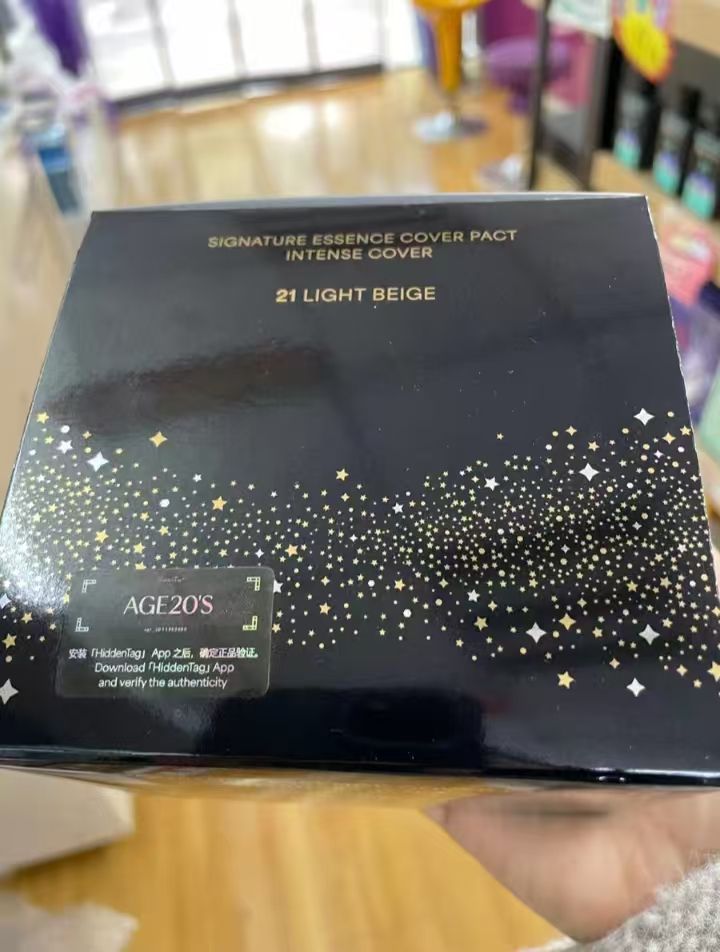 SIGNATURE ESSENCE COVER PACT
INTENSE COVER
21 LIGHT BEIGE
AGE20'S
安装「HiddenTag」 App 之后, 确定正品验证。
Download「HiddenTag」App
and verify the authenticity